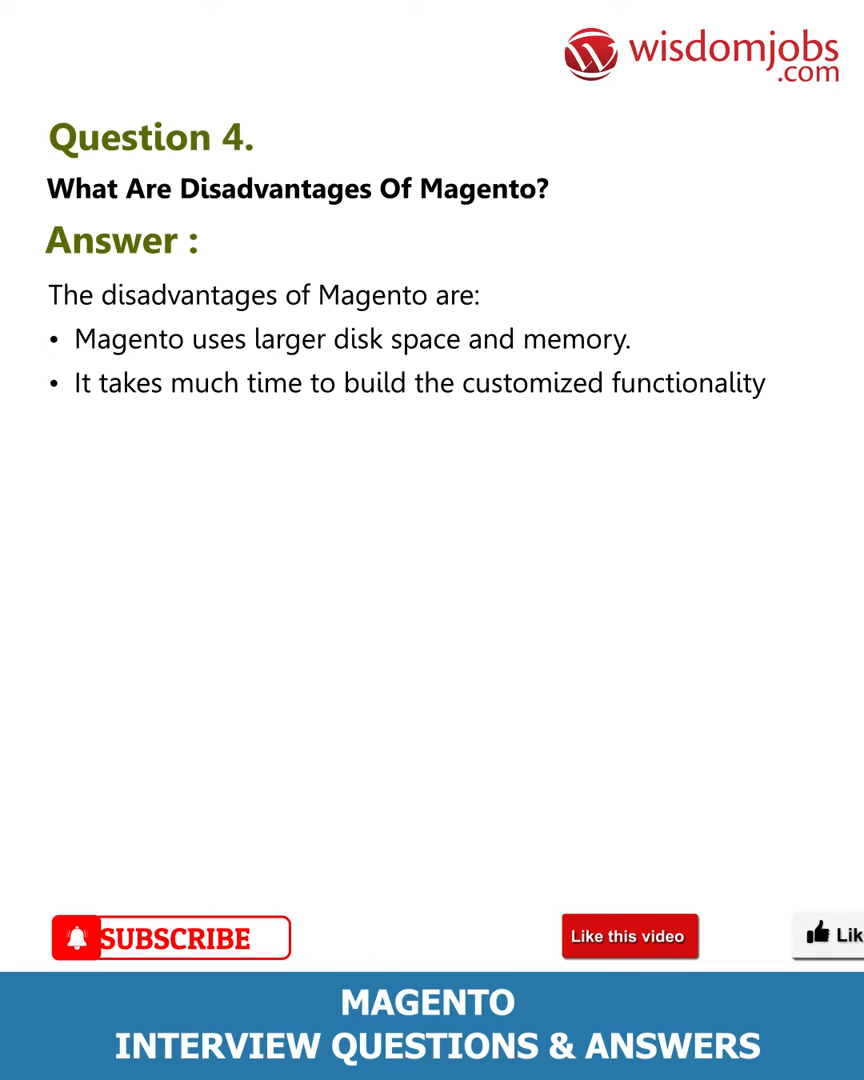 wisdomjobs
.com
Question 4.
What Are Disadvantages Of Magento?
Answer :
The disadvantages of Magento are:
• Magento uses larger disk space and memory.
• It takes much time to build the customized functionality
SUBSCRIBE
Like this video
Lik
MAGENTO
INTERVIEW QUESTIONS & ANSWERS